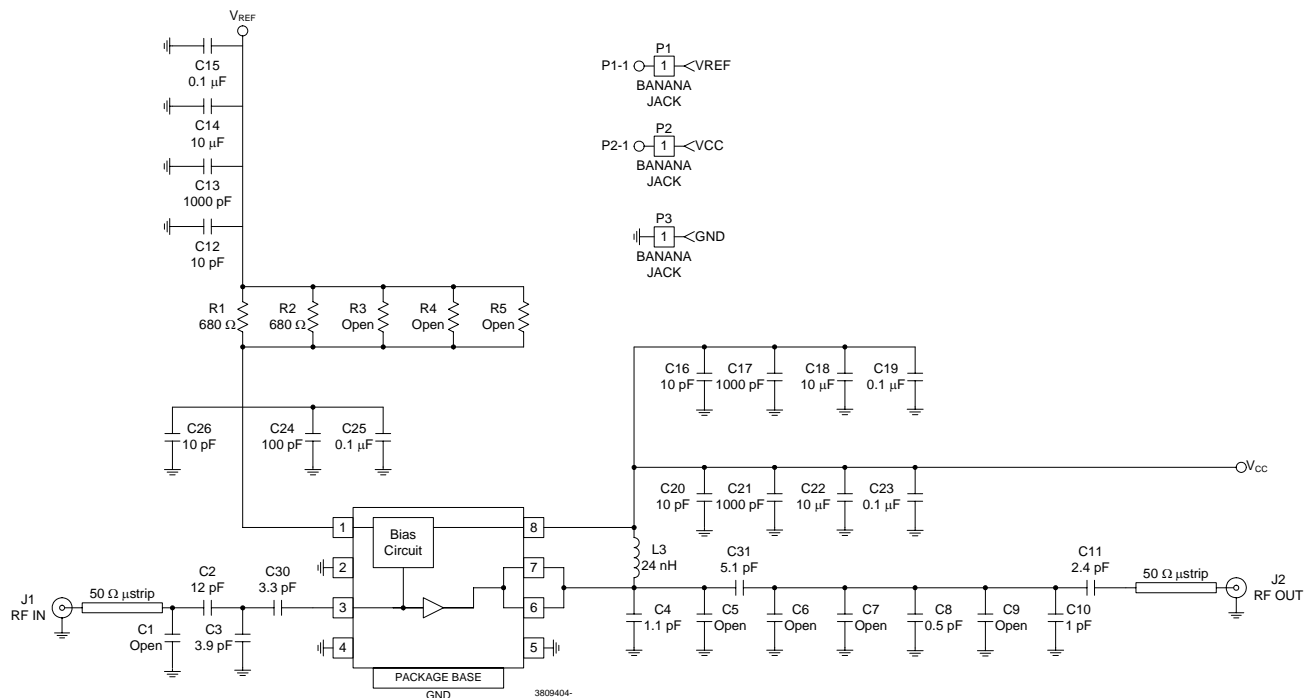 VREF
C15
0.1 µF
C14
10 µF
C13
1000 pF
C12
10 pF
P1
P1-1
1
VREF
BANANA
JACK
P2
P2-1
1
VCC
BANANA
JACK
P3
1
GND
BANANA
JACK
R1
680 Ω
R2
680 Ω
R3
Open
R4
Open
R5
Open
C16
10 pF
C17
1000 pF
C18
10 µF
C19
0.1 µF
C26
10 pF
C24
100 pF
C25
0.1 µF
C20
10 pF
C21
1000 pF
C22
10 µF
C23
0.1 µF
VCC
1
2
3
4
Bias
Circuit
8
7
6
5
L3
24 nH
C31
5.1 pF
C11
2.4 pF
J1
RF IN
50 Ω µstrip
C2
12 pF
C30
3.3 pF
C1
Open
C3
3.9 pF
C4
1.1 pF
C5
Open
C6
Open
C7
Open
C8
0.5 pF
C9
Open
C10
1 pF
50 Ω µstrip
J2
RF OUT
PACKAGE BASE
GND
3809404-